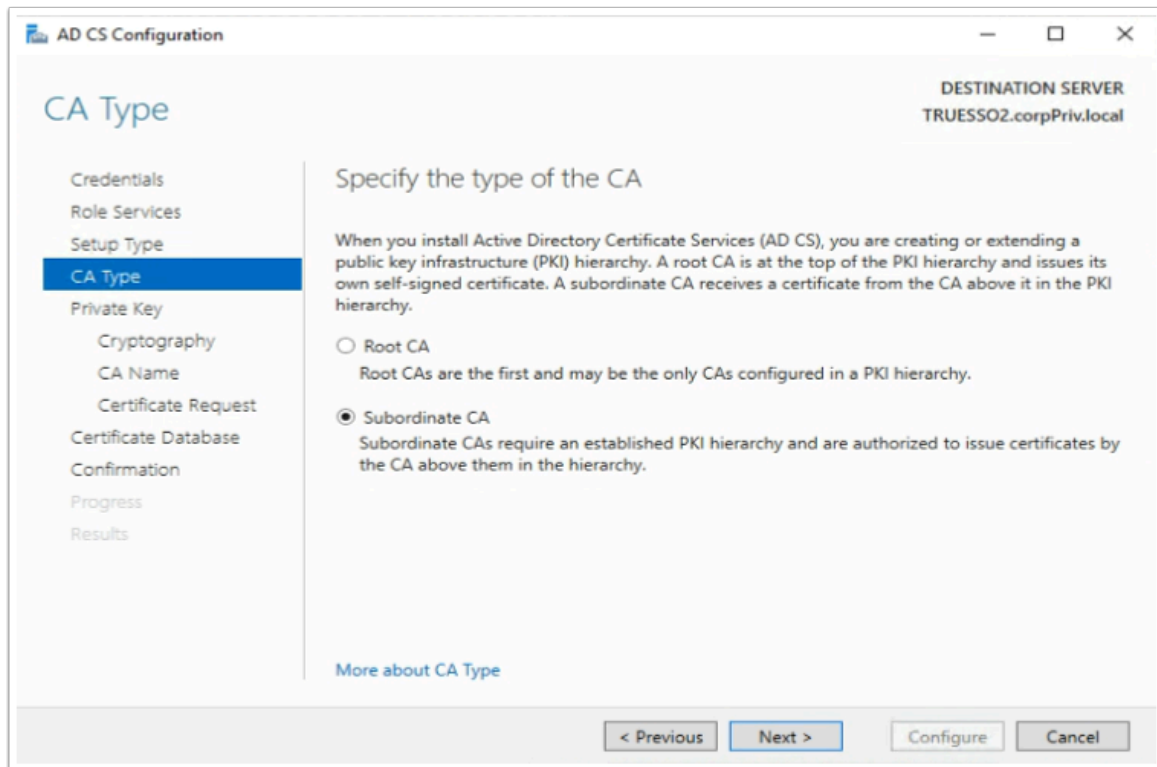 AD CS Configuration
CA Type
DESTINATION SERVER
TRUESSO2.corpPriv.local
Credentials
Role Services
Setup Type
CA Type
Private Key
Cryptography
CA Name
Certificate Request
Certificate Database
Confirmation
Progress
Results
Specify the type of the CA
When you install Active Directory Certificate Services (AD CS), you are creating or extending a
public key infrastructure (PKI) hierarchy. A root CA is at the top of the PKI hierarchy and issues its
own self-signed certificate. A subordinate CA receives a certificate from the CA above it in the PKI
hierarchy.
Root CA
Root CAs are the first and may be the only CAs configured in a PKI hierarchy.
Subordinate CA
Subordinate CAs require an established PKI hierarchy and are authorized to issue certificates by
the CA above them in the hierarchy.
More about CA Type
< Previous
Next >
Configure
Cancel